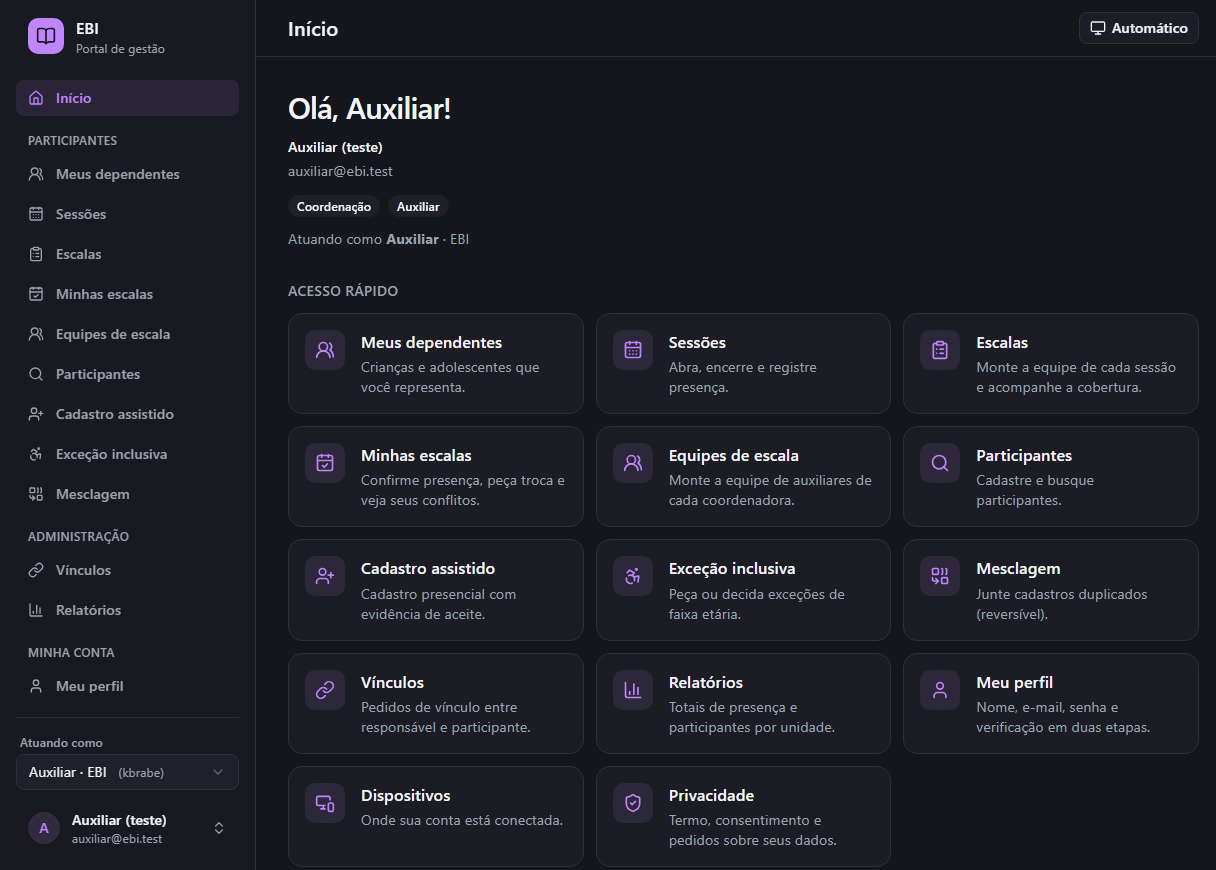 EBI
Portal de gestão
Início
PARTICIPANTES
Meus dependentes
Sessões
Escalas
Minhas escalas
Equipes de escala
Participantes
Cadastro assistido
Exceção inclusiva
Mesclagem
ADMINISTRAÇÃO
Vínculos
Relatórios
MINHA CONTA
Meu perfil
Atuando como
Auxiliar · EBI (kbrabe)
A
Auxiliar (teste)
auxiliar@ebi.test
Início
Automático
Olá, Auxiliar!
Auxiliar (teste)
auxiliar@ebi.test
Coordenação Auxiliar
Atuando como Auxiliar · EBI
ACESSO RÁPIDO
Meus dependentes
Crianças e adolescentes que
você representa.
Sessões
Abra, encerre e registre
presença.
Escalas
Monte a equipe de cada sessão
e acompanhe a cobertura.
Minhas escalas
Confirme presença, peça troca e
veja seus conflitos.
Equipes de escala
Monte a equipe de auxiliares de
cada coordenadora.
Participantes
Cadastre e busque
participantes.
Cadastro assistido
Cadastro presencial com
evidência de aceite.
Exceção inclusiva
Peça ou decida exceções de
faixa etária.
Mesclagem
Junte cadastros duplicados
(reversível).
Vínculos
Pedidos de vínculo entre
responsável e participante.
Relatórios
Totais de presença e
participantes por unidade.
Meu perfil
Nome, e-mail, senha e
verificação em duas etapas.
Dispositivos
Onde sua conta está conectada.
Privacidade
Termo, consentimento e
pedidos sobre seus dados.